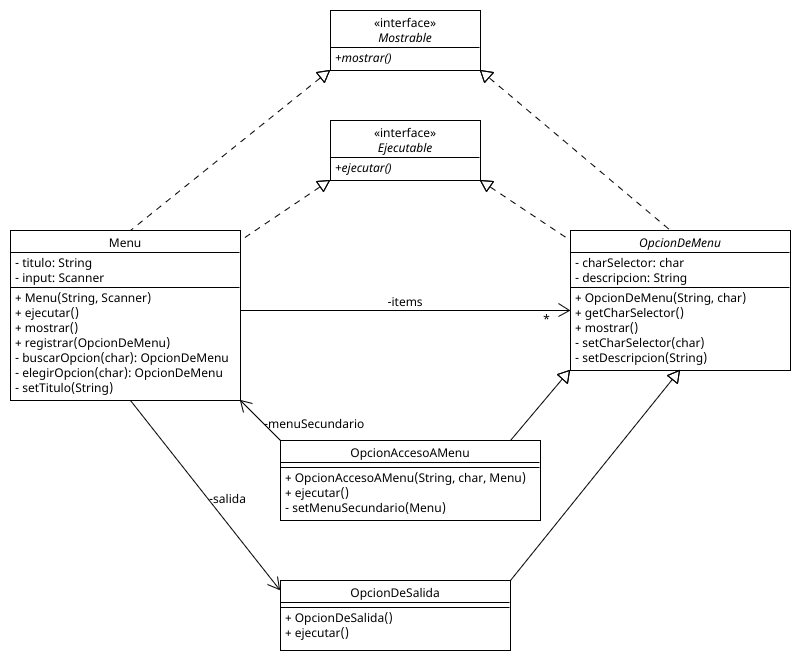 «interface»
Mostrable
+mostrar()
«interface»
Ejecutable
+ejecutar()
Menu
- titulo: String
- input: Scanner
+ Menu(String, Scanner)
+ ejecutar()
+ mostrar()
+ registrar(OpcionDeMenu)
- buscarOpcion(char): OpcionDeMenu
- elegirOpcion(char): OpcionDeMenu
- setTitulo(String)
-items
*
OpcionDeMenu
- charSelector: char
- descripcion: String
+ OpcionDeMenu(String, char)
+ getCharSelector()
+ mostrar()
- setCharSelector(char)
- setDescripcion(String)
-menuSecundario
OpcionAccesoAMenu
+ OpcionAccesoAMenu(String, char, Menu)
+ ejecutar()
- setMenuSecundario(Menu)
-salida
OpcionDeSalida
+ OpcionDeSalida()
+ ejecutar()